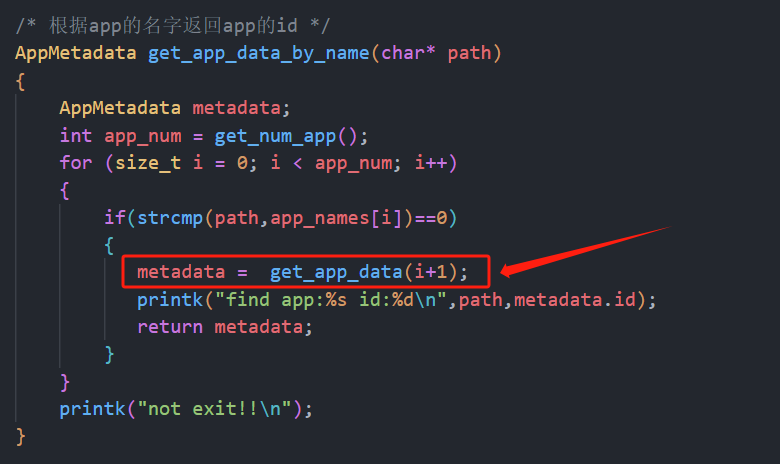 /* 根据app的名字返回app的id */
AppMetadata get_app_data_by_name(char* path)
{
    AppMetadata metadata;
    int app_num = get_num_app();
    for (size_t i = 0; i < app_num; i++)
    {
        if(strcmp(path,app_names[i])==0)
        {
           metadata =  get_app_data(i+1);
           printk("find app:%s id:%d\n",path,metadata.id);
           return metadata;
        }
    }
    printk("not exit!!\n");
}